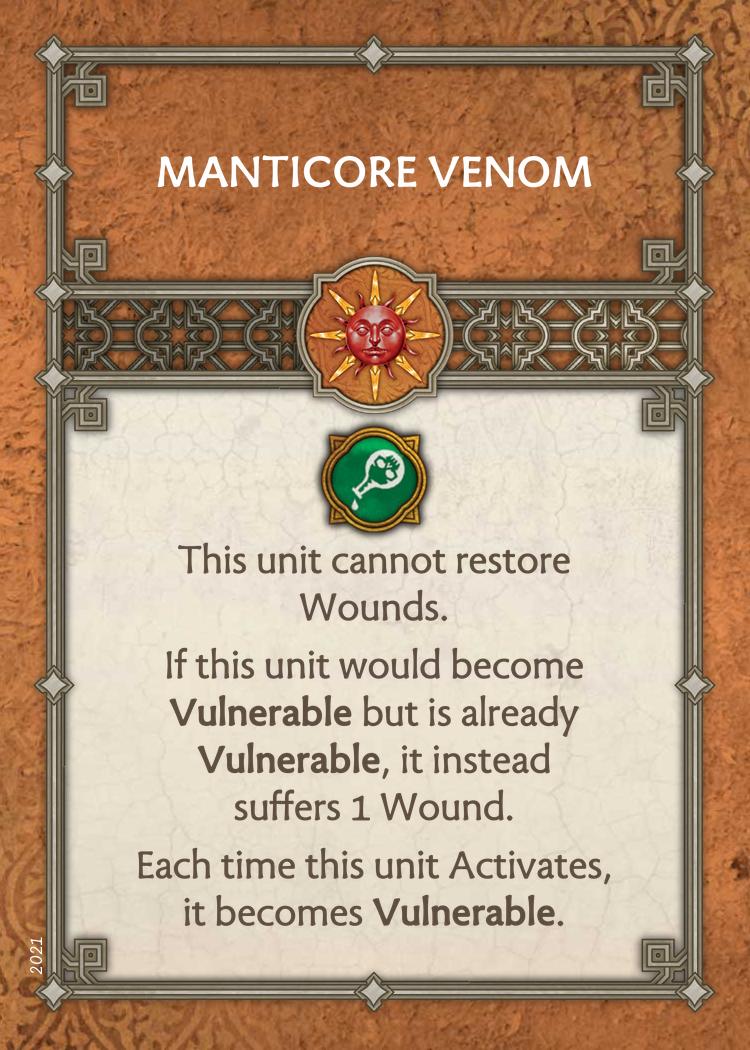 MANTICORE VENOM
This unit cannot restore
Wounds.
If this unit would become
Vulnerable but is already
Vulnerable, it instead
suffers 1 Wound.
Each time this unit Activates,
it becomes Vulnerable.
2021